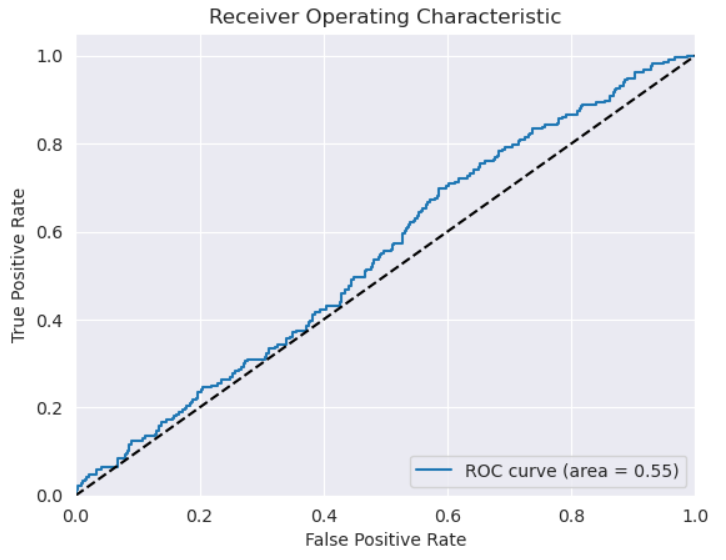 Receiver Operating Characteristic
True Positive Rate
1.0
0.8
0.6
0.4
0.2
0.0
ROC curve (area = 0.55)
0.0 0.2 0.4 0.6 0.8 1.0
False Positive Rate